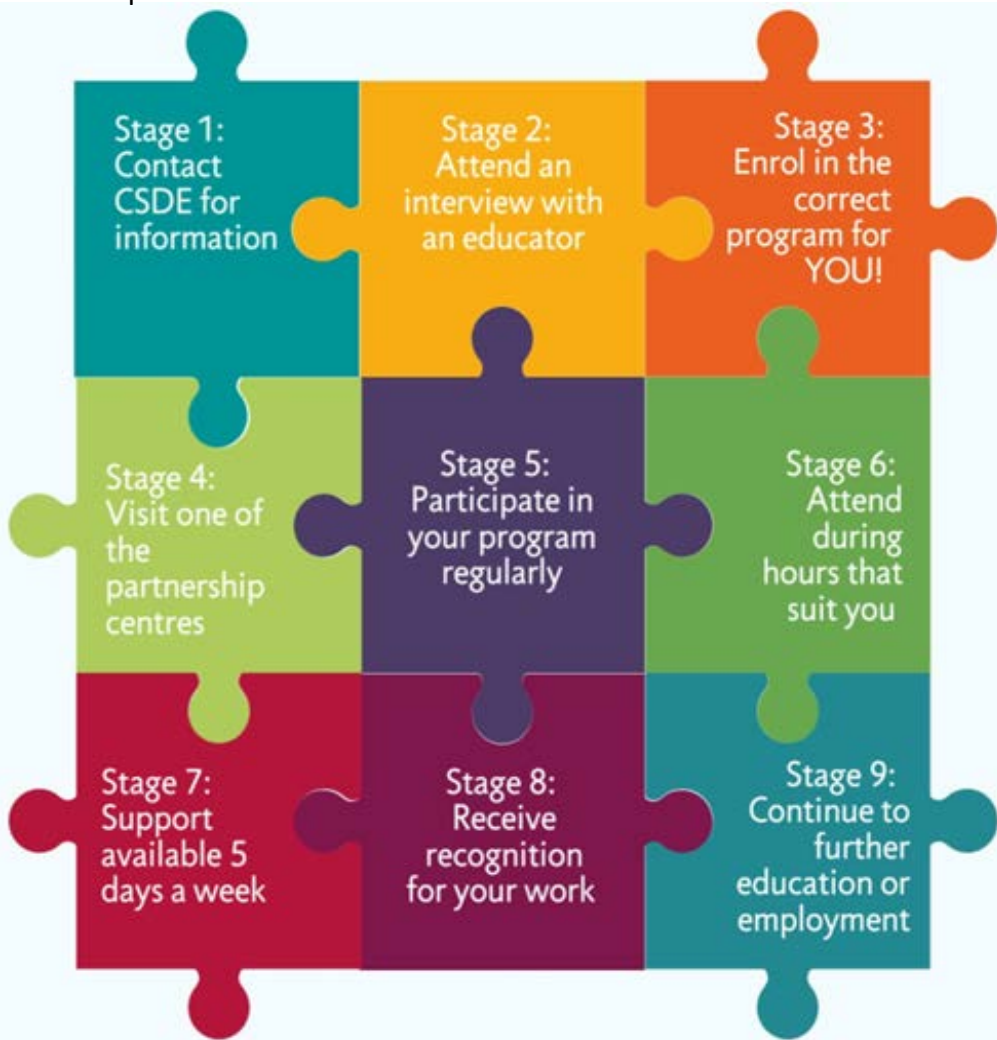 Stage 1:
Contact
CSDE for
information
Stage 2:
Attend an
interview with
an educator
Stage 3:
Enrol in the
correct
program for
YOU!
Stage 4:
Visit one of
the
partnership
centres
Stage 5:
Participate in
your program
regularly
Stage 6:
Attend
during
hours that
suit you
Stage 7:
Support
available 5
days a week
Stage 8:
Receive
recognition
for your work
Stage 9:
Continue to
further
education or
employment